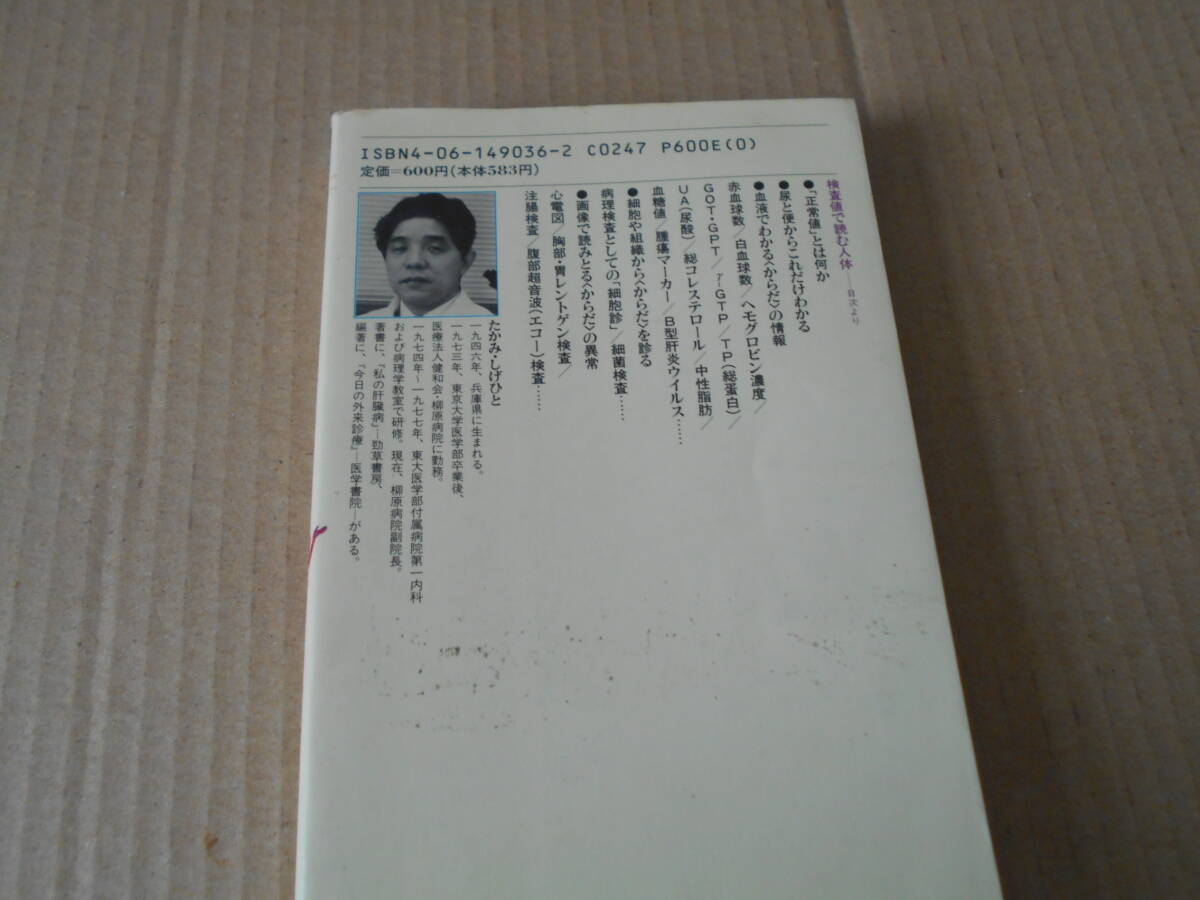 ISBN4-06-149036-2 C0247 P600E(0)
定価=600円(本体583円)
検査値で読む人体──目次より
●「正常値」とは何か
●尿と便からこれだけわかる
●血液でわかる〈からだ〉の情報
赤血球数/白血球数/ヘモグロビン濃度/
GOT・GPT/γ-GTP/TP(総蛋白)/
UA(尿酸)/総コレステロール/中性脂肪/
血糖値/腫瘍マーカー/B型肝炎ウイルス……
●細胞や組織から〈からだ〉を診る
病理検査としての「細胞診」/細菌検査……
●画像で読みとる〈からだ〉の異常
心電図/胸部・胃レントゲン検査/
注腸検査/腹部超音波(エコー)検査……
たかみ・しげひと
一九四六年、兵庫県に生まれる。
一九七三年、東京大学医学部卒業後、
医療法人健和会・柳原病院に勤務。
一九七四年~一九七七年、東大医学部付属病院第一内科
および病理学教室で研修。現在、柳原病院副院長。
著書に、『私の肝臓病』─勁草書房、
編著に、『今日の外来診療』─医学書院─がある。